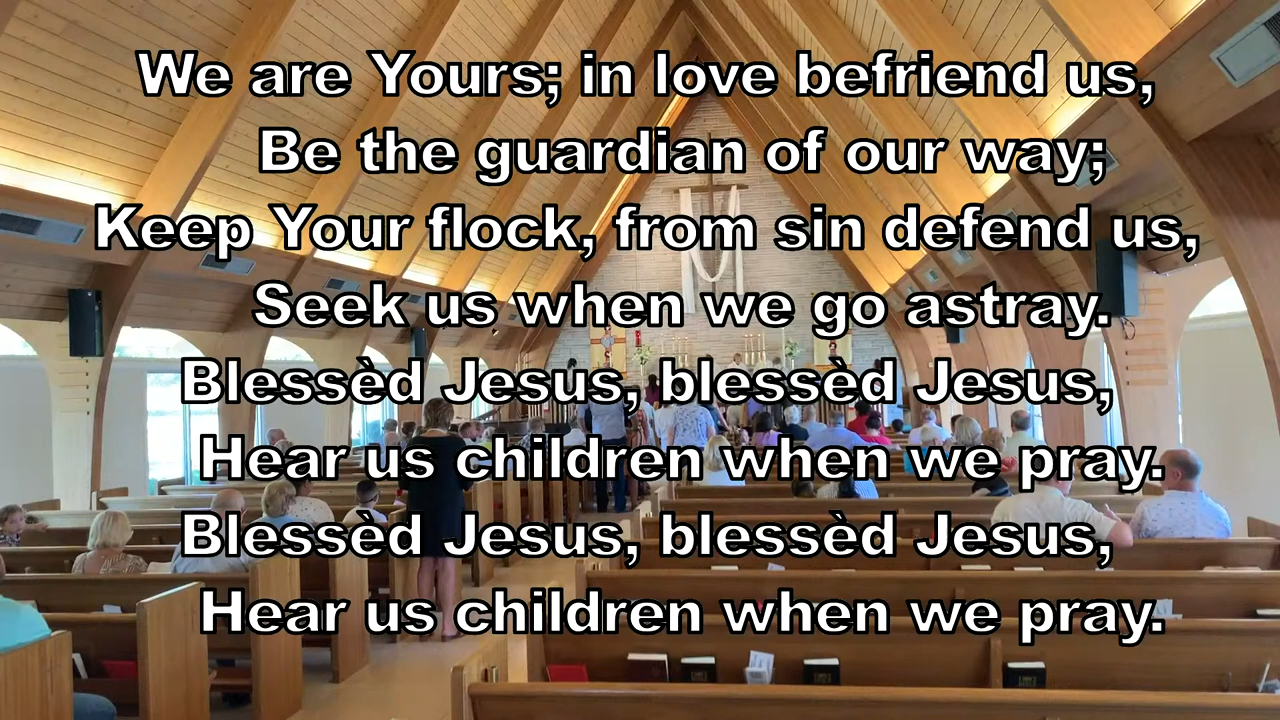 We are Yours; in love befriend us,
Be the guardian of our way;
Keep Your flock, from sin defend us,
Seek us when we go astray.
Blessèd Jesus, blessèd Jesus,
Hear us children when we pray.
Blessèd Jesus, blessèd Jesus,
Hear us children when we pray.